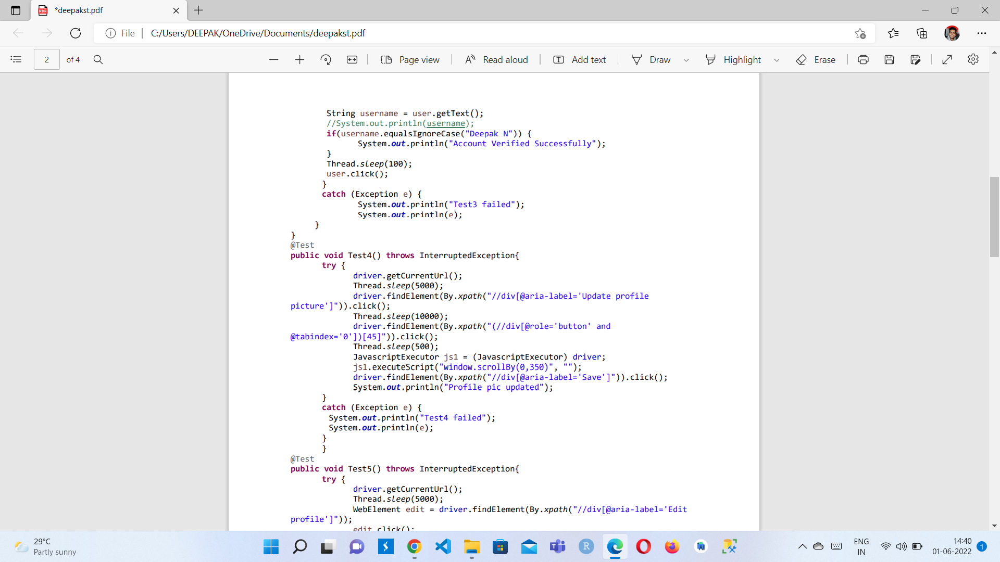 *deepakst.pdf
File
C:/Users/DEEPAK/OneDrive/Documents/deepakst.pdf
2 of 4
Page view
Read aloud
Add text
Draw
Highlight
Erase
String username = user.getText();
//System.out.println(username);
if(username.equalsIgnoreCase("Deepak N")) {
System.out.println("Account Verified Successfully");
}
Thread.sleep(100);
user.click();
}
catch (Exception e) {
System.out.println("Test3 failed");
System.out.println(e);
}
}
@Test
public void Test4() throws InterruptedException{
try {
driver.getCurrentUrl();
Thread.sleep(5000);
driver.findElement(By.xpath("//div[@aria-label='Update profile
picture']")).click();
Thread.sleep(10000);
driver.findElement(By.xpath("(//div[@role='button' and
@tabindex='0'])[45]")).click();
Thread.sleep(500);
JavascriptExecutor js1 = (JavascriptExecutor) driver;
js1.executeScript("window.scrollBy(0,350)", "");
driver.findElement(By.xpath("//div[@aria-label='Save']")).click();
System.out.println("Profile pic updated");
}
catch (Exception e) {
System.out.println("Test4 failed");
System.out.println(e);
}
}
@Test
public void Test5() throws InterruptedException{
try {
driver.getCurrentUrl();
Thread.sleep(5000);
WebElement edit = driver.findElement(By.xpath("//div[@aria-label='Edit
profile']"));
edit.click();
29°C
Partly sunny
ENG
IN
14:40
01-06-2022
1